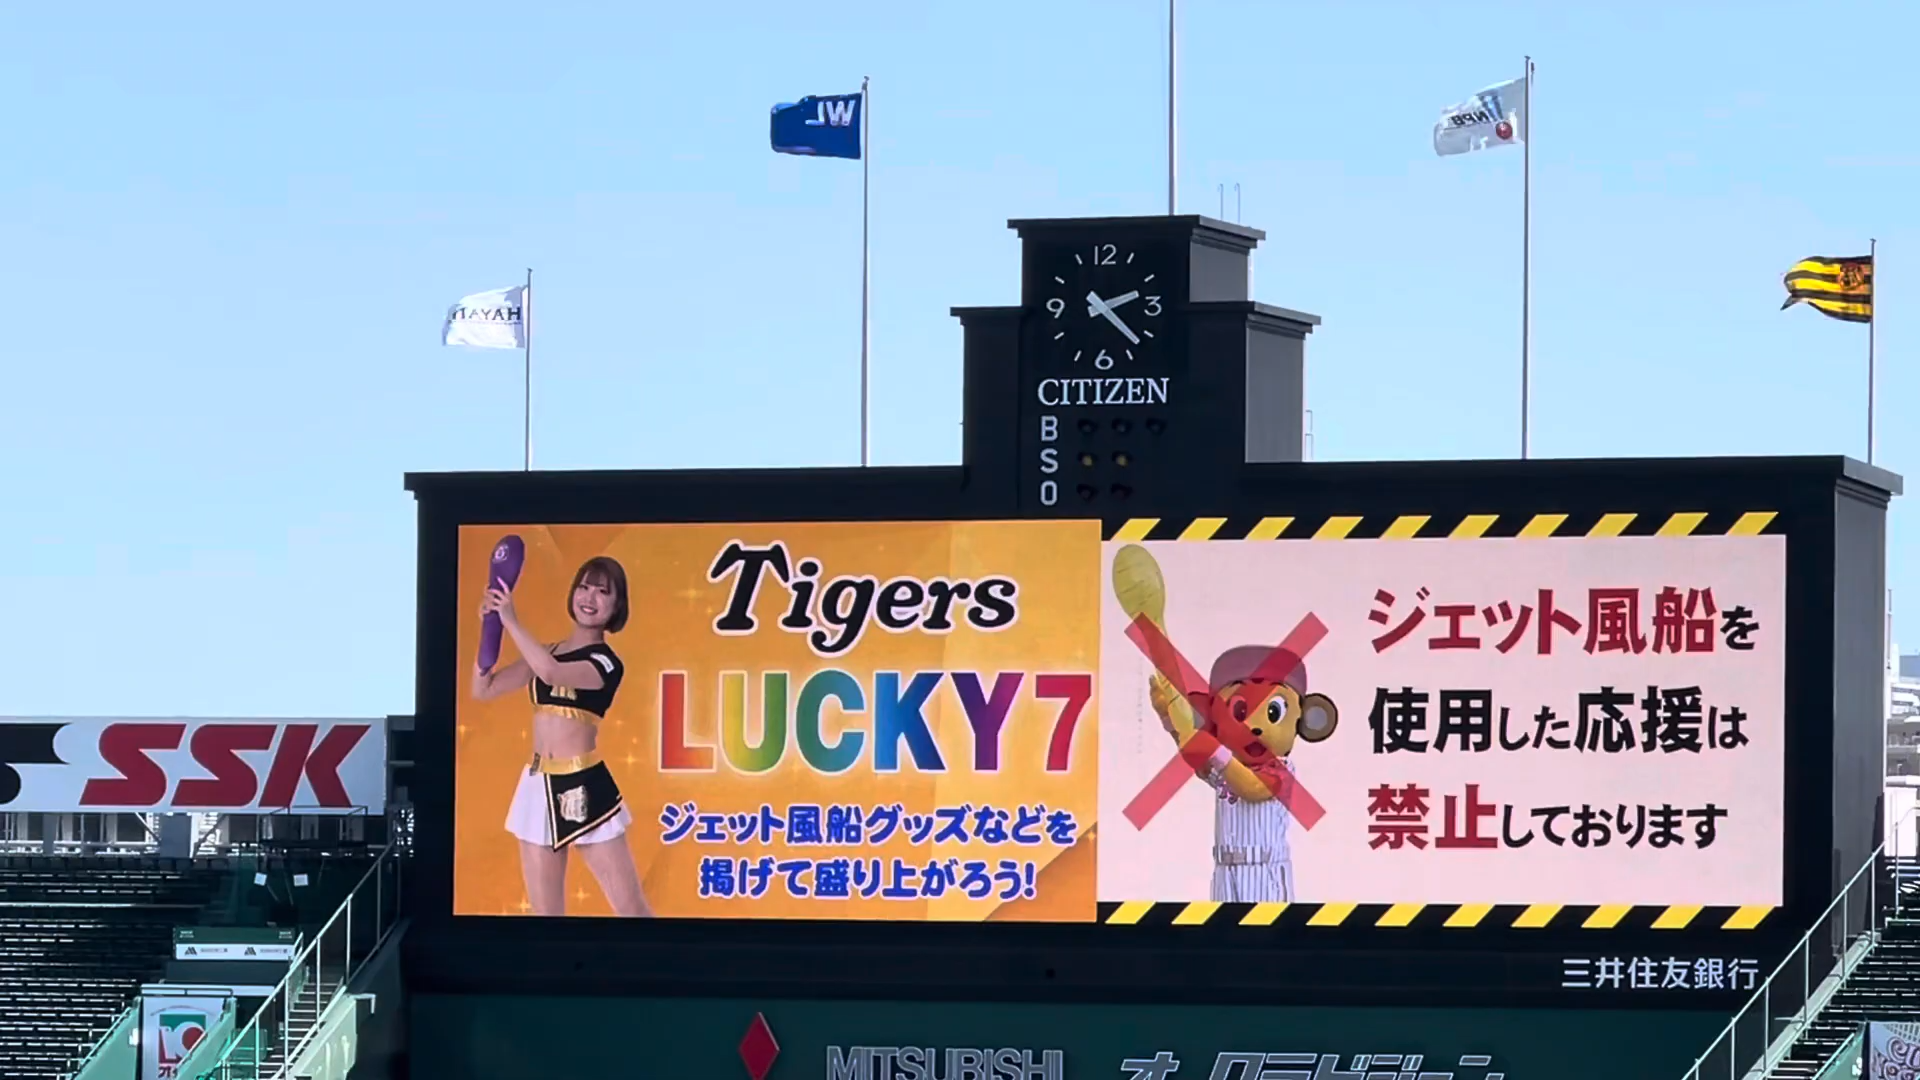 WL
NPB
HAYAT
12
9 3
6
CITIZEN
B
S
O
Tigers
LUCKY7
ジェット風船グッズなどを
掲げて盛り上がろう!
ジェット風船を
使用した応援は
禁止しております
SSK
三井住友銀行
MITSUBISHI